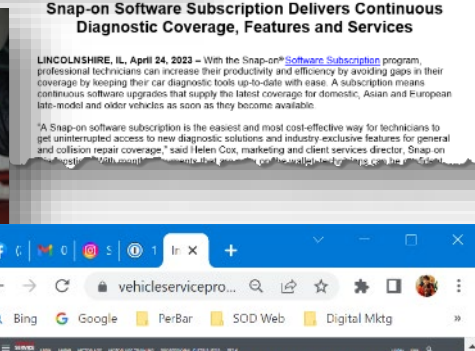 Snap-on Software Subscription Delivers Continuous
Diagnostic Coverage, Features and Services
LINCOLNSHIRE, IL, April 24, 2023 – With the Snap-on® Software Subscription program,
professional technicians can increase their productivity and efficiency by avoiding gaps in their
coverage by keeping their car diagnostic tools up-to-date with ease. A subscription means
continuous software upgrades that supply the latest coverage for domestic, Asian and European
late-model and older vehicles as soon as they become available.
"A Snap-on software subscription is the easiest and most cost-effective way for technicians to
get uninterrupted access to new diagnostic solutions and industry-exclusive features for general
and collision repair coverage," said Helen Cox, marketing and client services director, Snap-on
vehicleservicepro...
Bing Google PerBar SOD Web Digital Mktg